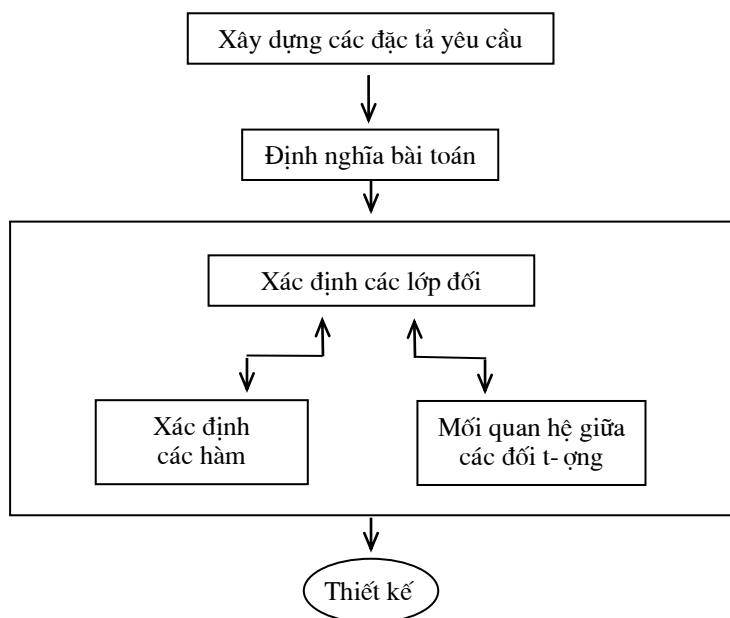 Xây dựng các đặc tả yêu cầu
Định nghĩa bài toán
Xác định các lớp đối
Xác định
các hàm
Mối quan hệ giữa
các đối t- ợng
Thiết kế